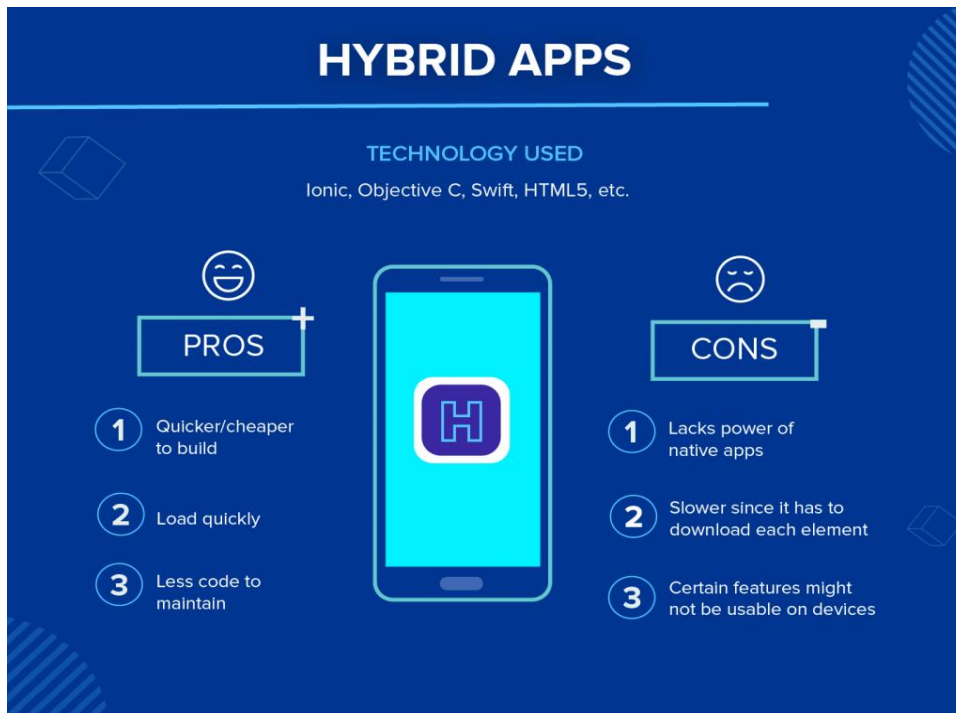 HYBRID APPS
TECHNOLOGY USED
Ionic, Objective C, Swift, HTML5, etc.
PROS
1
Quicker/cheaper
to build
2
Load quickly
3
Less code to
maintain
H
CONS
1
Lacks power of
native apps
2
Slower since it has to
download each element
3
Certain features might
not be usable on devices